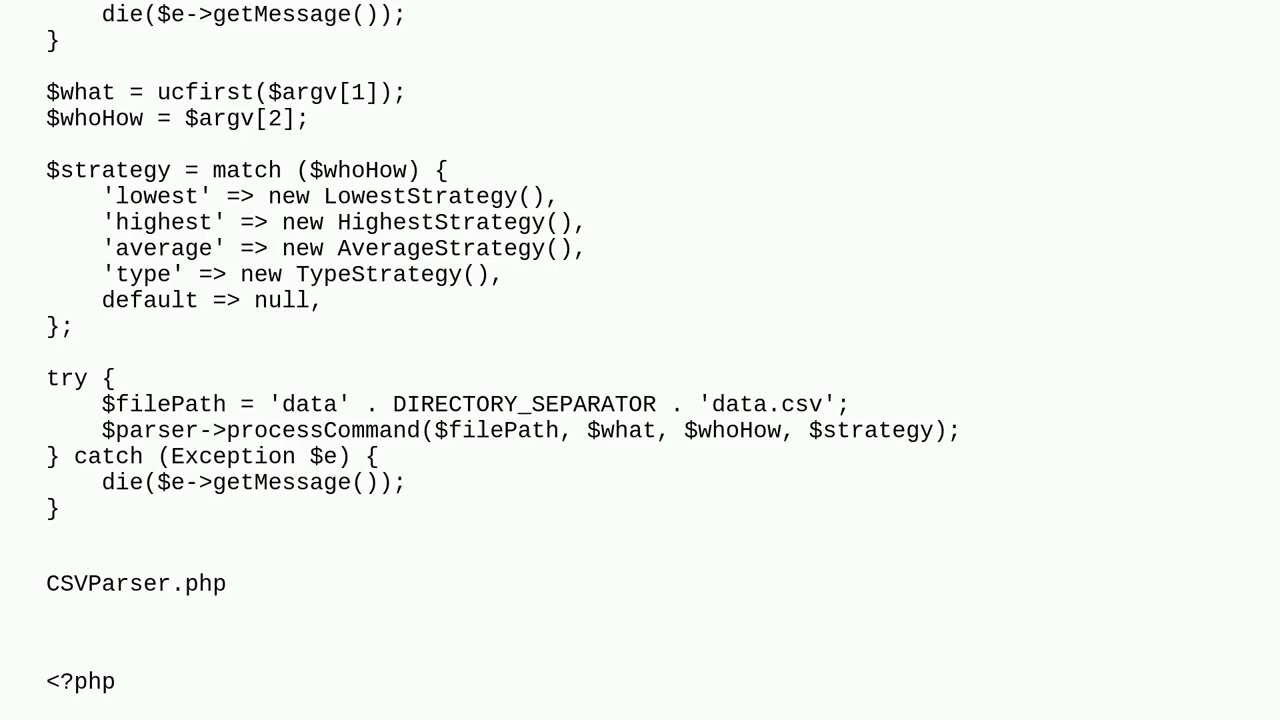 die($e->getMessage());
}

$what = ucfirst($argv[1]);
$whoHow = $argv[2];

$strategy = match ($whoHow) {
    'lowest' => new LowestStrategy(),
    'highest' => new HighestStrategy(),
    'average' => new AverageStrategy(),
    'type' => new TypeStrategy(),
    default => null,
};

try {
    $filePath = 'data' . DIRECTORY_SEPARATOR . 'data.csv';
    $parser->processCommand($filePath, $what, $whoHow, $strategy);
} catch (Exception $e) {
    die($e->getMessage());
}

CSVParser.php

<?php